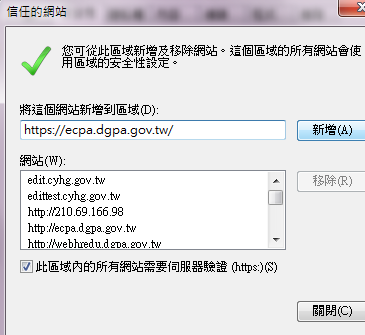 信任的網站
您可從此區域新增及移除網站。這個區域的所有網站會使
用區域的安全性設定。
將這個網站新增到區域(D):
https://ecpa.dgpa.gov.tw/
新增(A)
網站(W):
edit.cyhg.gov.tw
edittest.cyhg.gov.tw
http://210.69.166.98
http://ecpa.dgpa.gov.tw
http://webhredu.dgpa.gov.tw
移除(R)
此區域內的所有網站需要伺服器驗證 (https:)(S)
關閉(C)